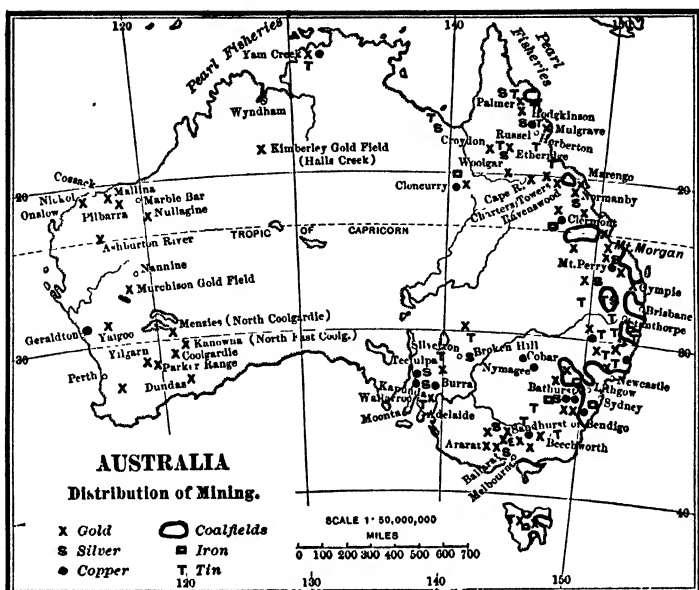 120
140
150
Pearl Fisheries
Pearl
Fisheries
Yam Creek
T
Wyndham
S
Palmer
Hodgkinson
Mulgrave
Russel
Herberton
Croydon
Etheridge
Kimberley Gold Field
(Halls Creek)
Woolgar
Cloncurry
Cossack
Nickol
Mallina
Onslow
Marble Bar
Pilbarra
Nullagine
20
20
Marengo
Cape R.
Charters/Towers
Ravenswood
Normanby
Clermont
Ashburton River
TROPIC OF CAPRICORN
Mt. Morgan
Nannine
Murchison Gold Field
Mt. Perry
Gympie
Brisbane
Stanthorpe
Geraldton
Yalgoo
Menzies (North Coolgardie)
Kanowna (North East Coolg.)
Yilgarn
Coolgardie
Parker Range
Perth
Dundas
30
30
Silverton
Broken Hill
Teetulpa
Cobar
Nymagee
Kapunda
Burra
Wallaroo
Moonta
Adelaide
Newcastle
Bathurst
Lithgow
Sydney
Sandhurst or Bendigo
Ararat
Beechworth
Ballarat
Melbourne
AUSTRALIA
Distribution of Mining.
X Gold
Coalfields
S Silver
Iron
Copper
T Tin
SCALE 1:50,000,000
MILES
0 100 200 300 400 500 600 700
40
40
120
130
140
150